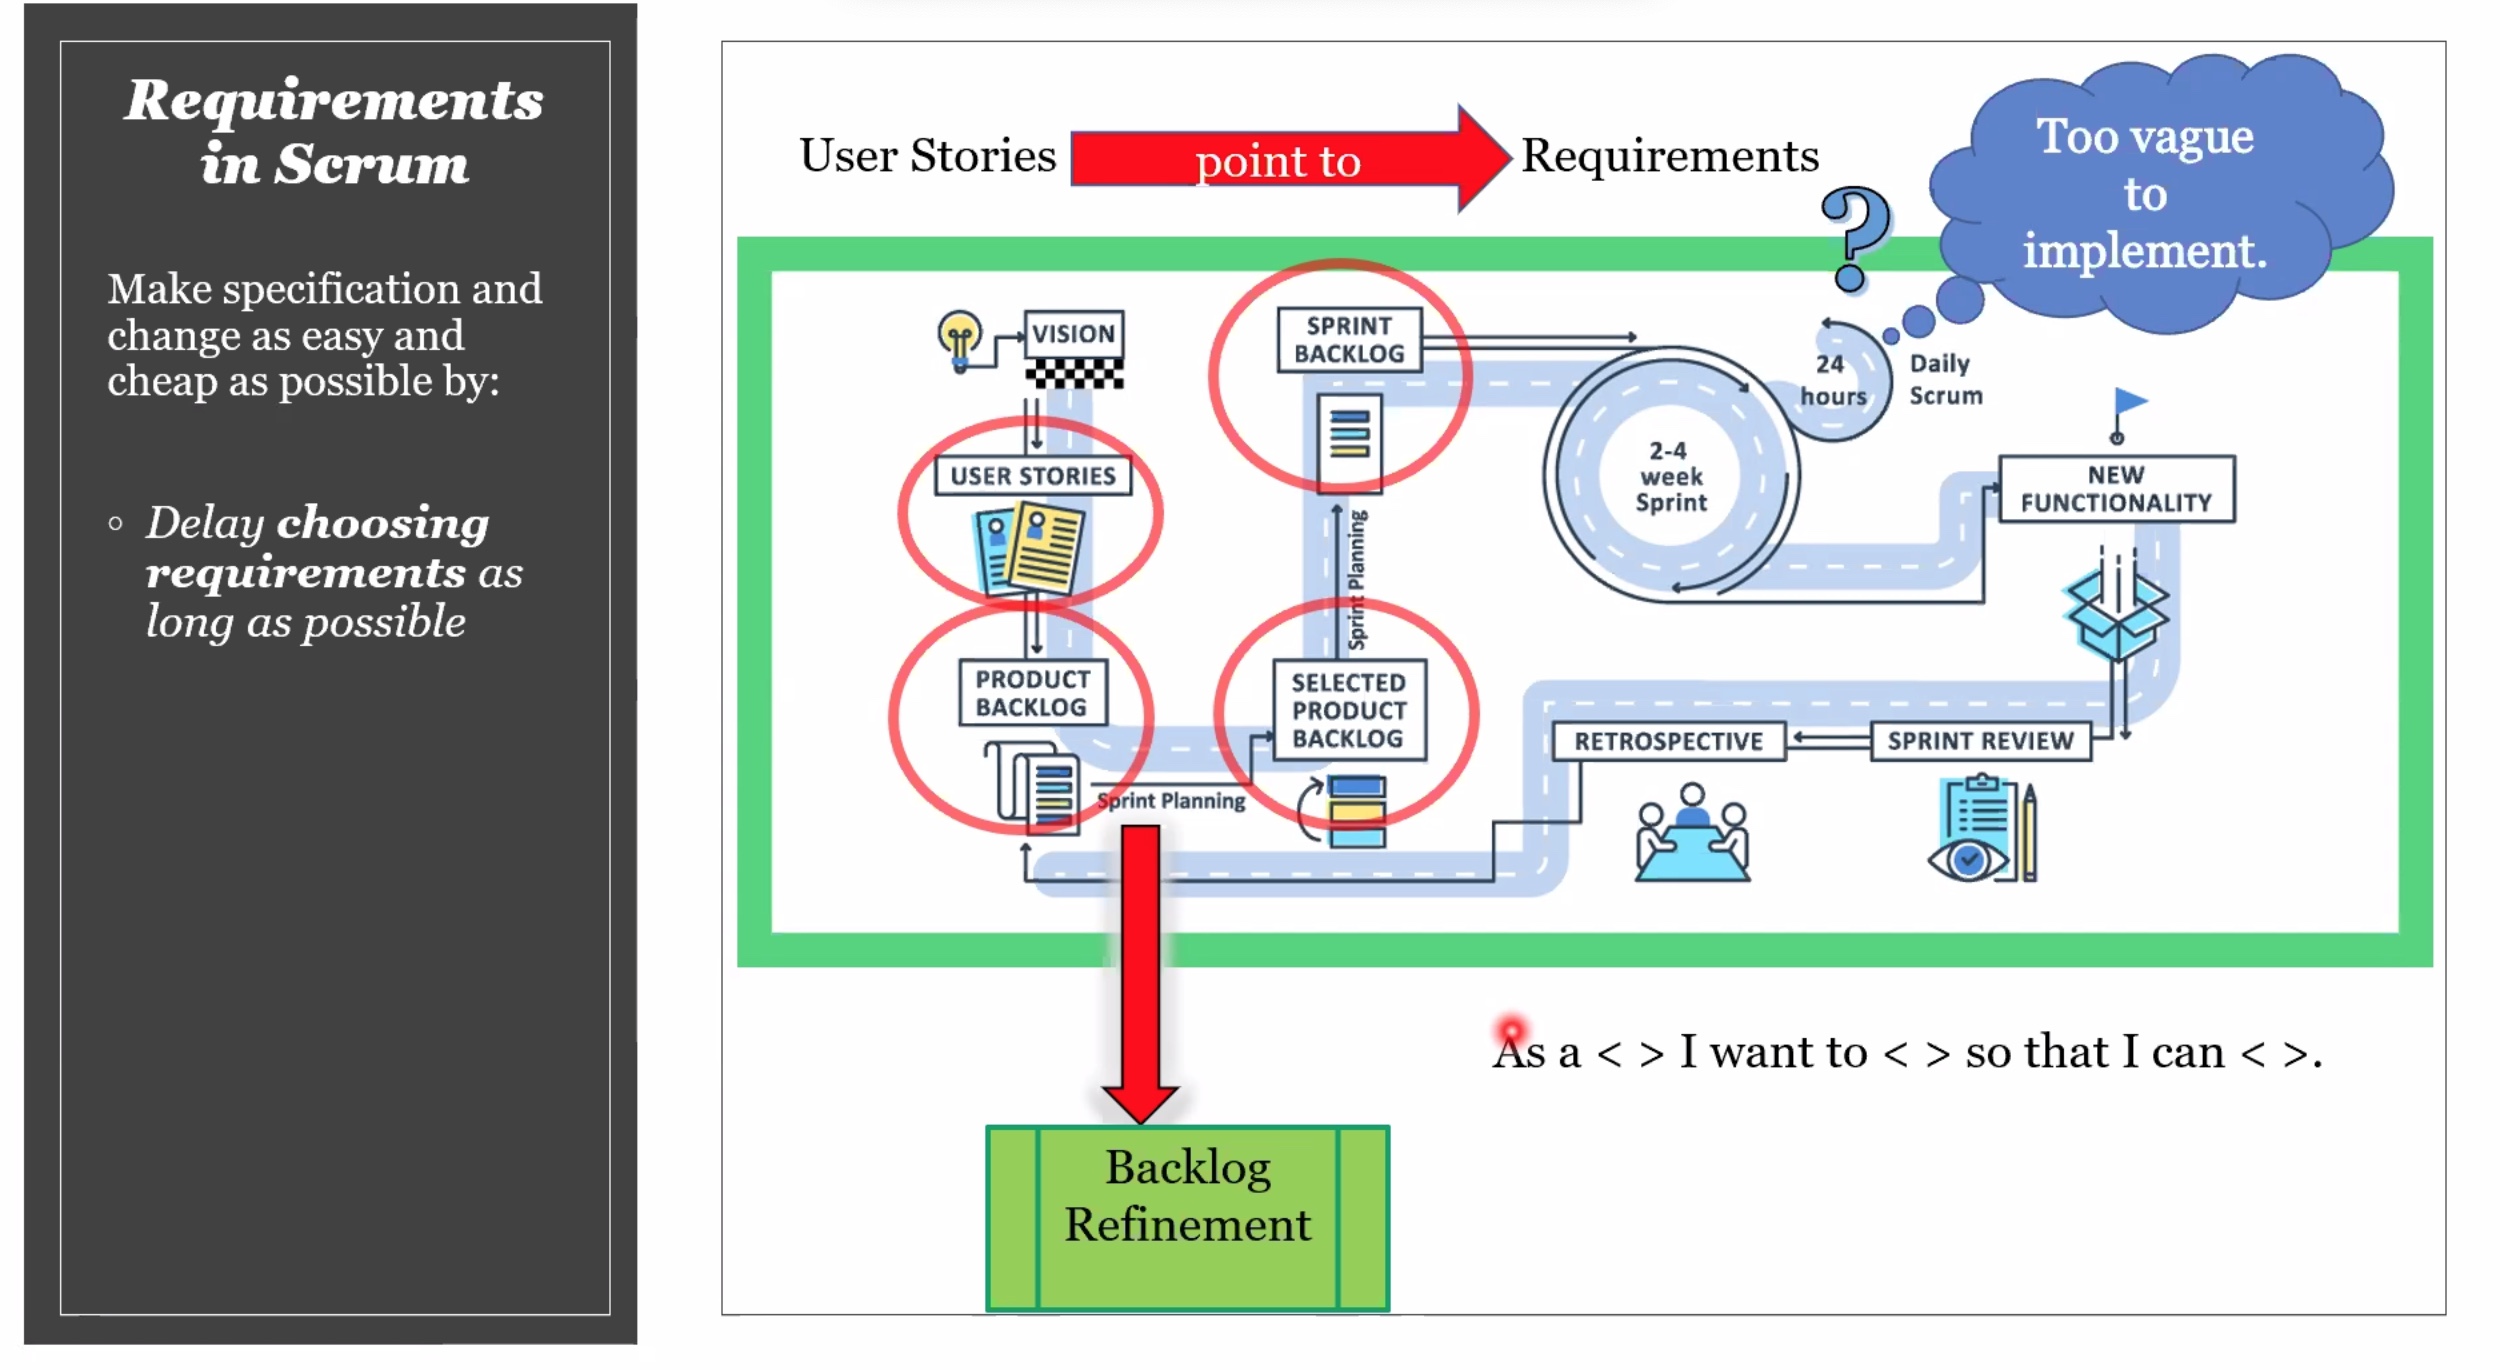 Requirements
in Scrum
Make specification and
change as easy and
cheap as possible by:
Delay choosing
requirements as
long as possible
User Stories
point to
Requirements
?
Too vague
to
implement.
VISION
USER STORIES
PRODUCT
BACKLOG
Sprint Planning
SELECTED
PRODUCT
BACKLOG
Sprint Planning
SPRINT
BACKLOG
2-4
week
Sprint
24
hours
Daily
Scrum
NEW
FUNCTIONALITY
RETROSPECTIVE
SPRINT REVIEW
As a < > I want to < > so that I can < >.
Backlog
Refinement